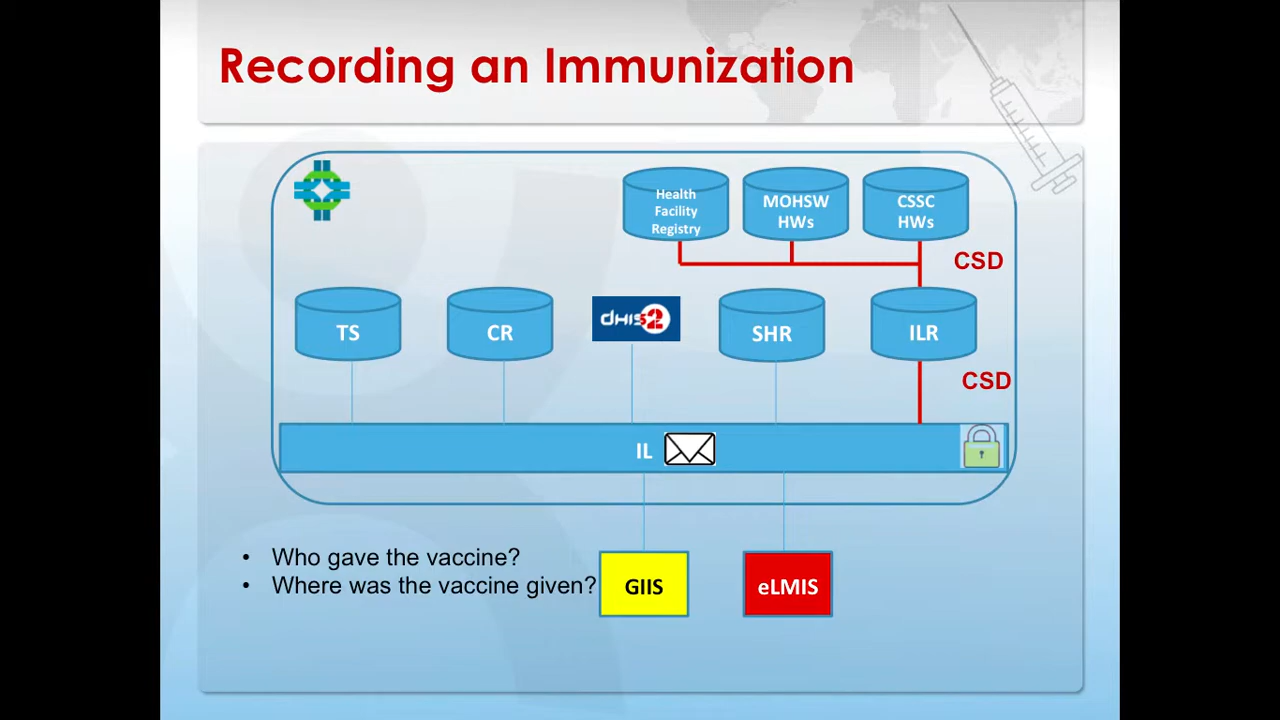 Recording an Immunization
Health
Facility
Registry
MOHSW
HWs
CSSC
HWs
CSD
TS
CR
dHIS2
SHR
ILR
CSD
IL
• Who gave the vaccine?
• Where was the vaccine given?
GIIS
eLMIS